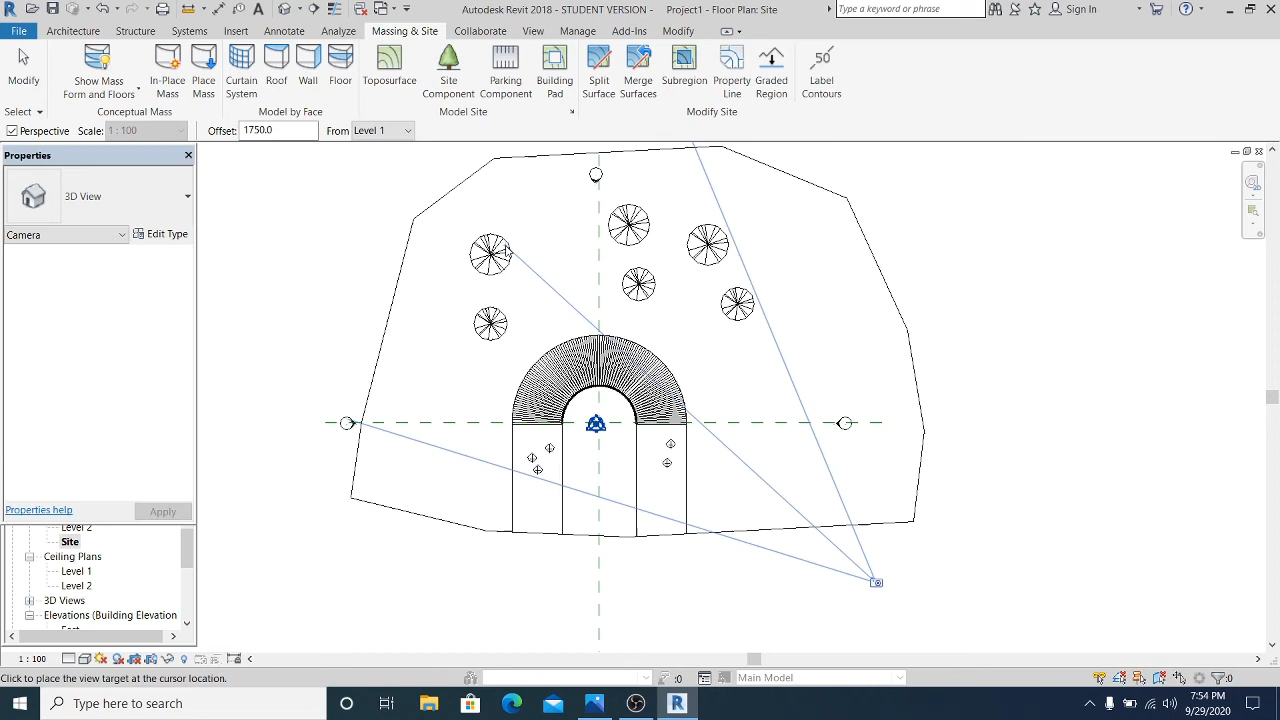 Autodesk Revit 2018 - STUDENT VERSION - Project1 - Floor Plan: Site
Type a keyword or phrase
Sign In
File Architecture Structure Systems Insert Annotate Analyze Massing & Site Collaborate View Manage Add-Ins Modify
Modify
Show Mass
Form and Floors
In-Place
Mass
Place
Mass
Curtain
System
Roof
Wall
Floor
Toposurface
Site
Component
Parking
Component
Building
Pad
Split
Surface
Merge
Surfaces
Subregion
Property
Line
Graded
Region
50
Label
Contours
Select
Conceptual Mass
Model by Face
Model Site
Modify Site
Perspective Scale: 1 : 100 Offset: 1750.0 From Level 1
Properties
3D View
Camera
Edit Type
Properties help
Apply
Level 2
Site
Ceiling Plans
Level 1
Level 2
3D Views
Elevations (Building Elevation
1 : 100
Click to place the view target at the cursor location.
:0
Main Model
:0
Type here to search
7:54 PM
9/29/2020